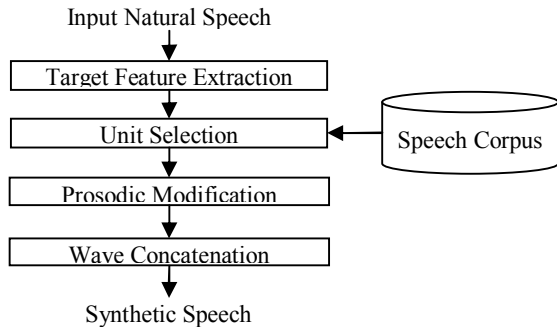 Input Natural Speech
Target Feature Extraction
Unit Selection
Speech Corpus
Prosodic Modification
Wave Concatenation
Synthetic Speech